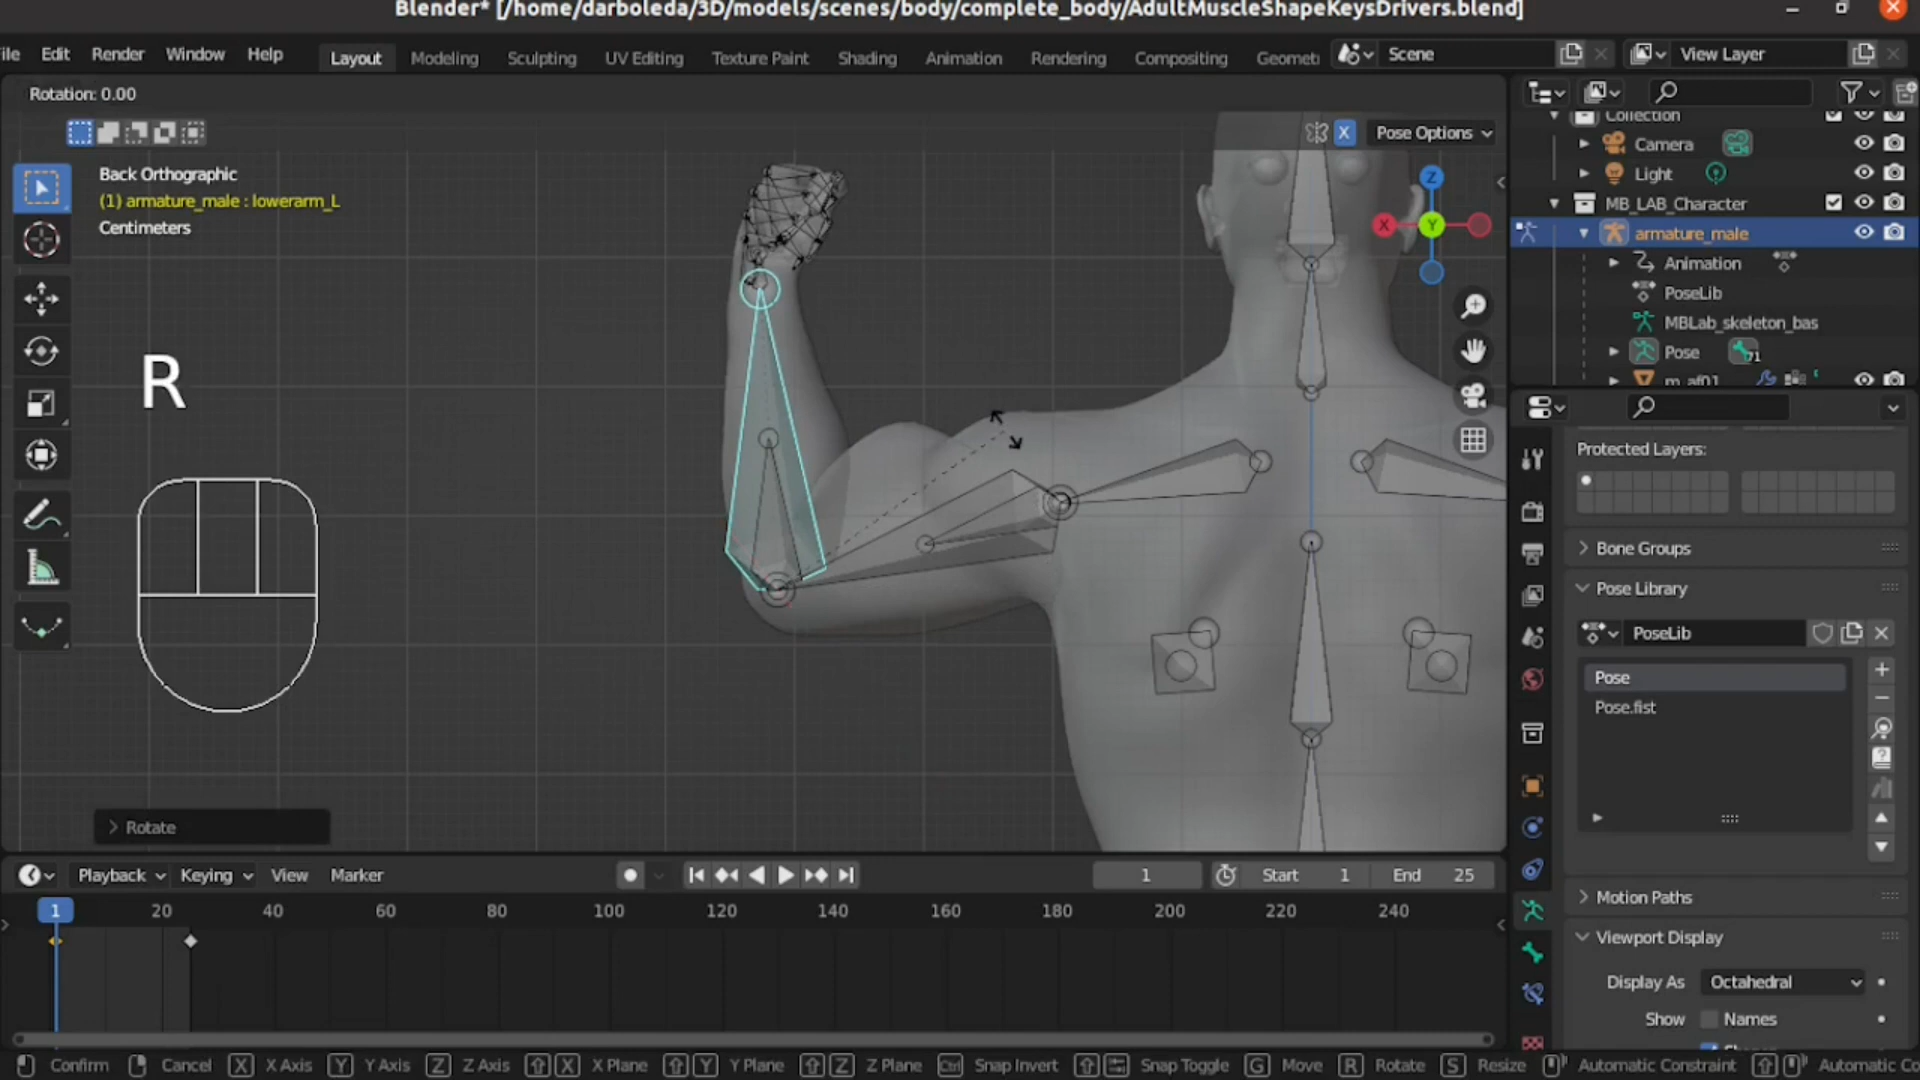 Blender* [/home/darboleda/3D/models/scenes/body/complete_body/AdultMuscleShapeKeysDrivers.blend]
ile Edit Render Window Help Layout Modeling Sculpting UV Editing Texture Paint Shading Animation Rendering Compositing Geomet Scene View Layer
Rotation: 0.00
X Pose Options
Back Orthographic
(1) armature_male : lowerarm_L
Centimeters
Z
X
Y
R
Rotate
Collection
Camera
Light
MB_LAB_Character
armature_male
Animation
PoseLib
MBLab_skeleton_bas
Pose 71
m_af01
Protected Layers:
Bone Groups
Pose Library
PoseLib
Pose
Pose.fist
Motion Paths
Viewport Display
Display As Octahedral
Show Names
Playback Keying View Marker 1 Start 1 End 25
1 20 40 60 80 100 120 140 160 180 200 220 240
Confirm Cancel X X Axis Y Y Axis Z Z Axis X X Plane Y Y Plane Z Z Plane Ctrl Snap Invert Snap Toggle G Move R Rotate S Resize Automatic Constraint Automatic Co